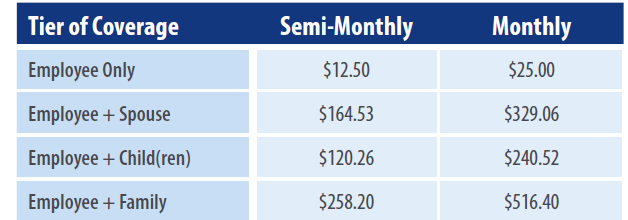 Tier of Coverage Semi-Monthly Monthly
Employee Only $12.50 $25.00
Employee + Spouse $164.53 $329.06
Employee + Child(ren) $120.26 $240.52
Employee + Family $258.20 $516.40